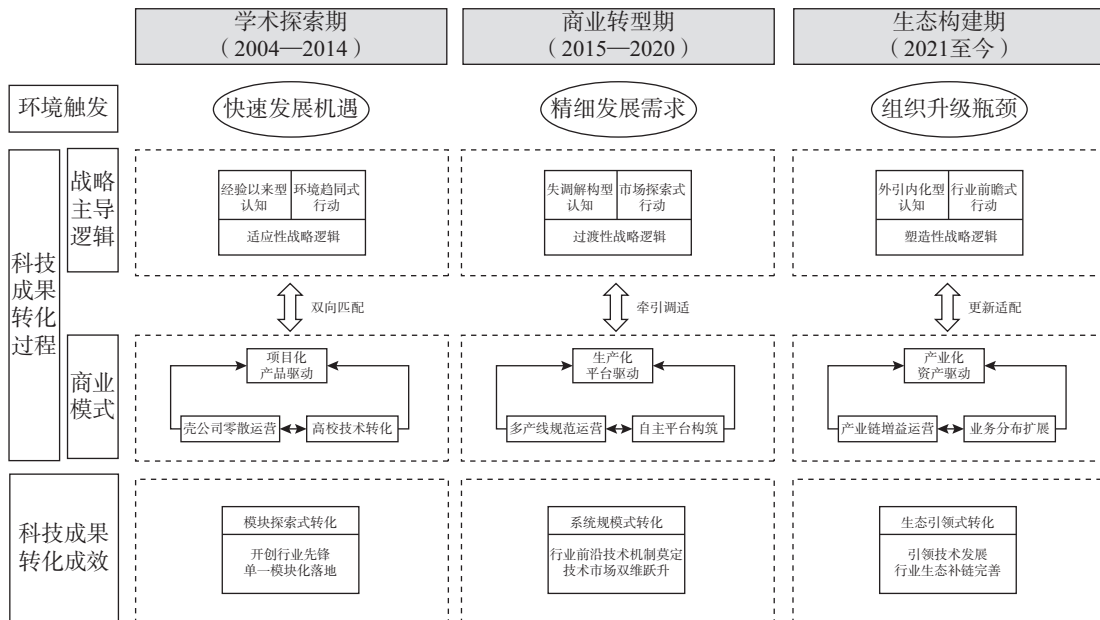 学术探索期
（2004—2014）
商业转型期
（2015—2020）
生态构建期
（2021至今）
环境触发
快速发展机遇
精细发展需求
组织升级瓶颈
科技
成果
转化
过程
战略
主导
逻辑
经验以来型
认知
环境趋同式
行动
适应性战略逻辑
失调解构型
认知
市场探索式
行动
过渡性战略逻辑
外引内化型
认知
行业前瞻式
行动
塑造性战略逻辑
双向匹配
牵引调适
更新适配
商业
模式
项目化
产品驱动
壳公司零散运营
高校技术转化
生产化
平台驱动
多产线规范运营
自主平台构筑
产业化
资产驱动
产业链增益运营
业务分布扩展
科技成果
转化成效
模块探索式转化
开创行业先锋
单一模块化落地
系统规模式转化
行业前沿技术机制奠定
技术市场双维跃升
生态引领式转化
引领技术发展
行业生态补链完善